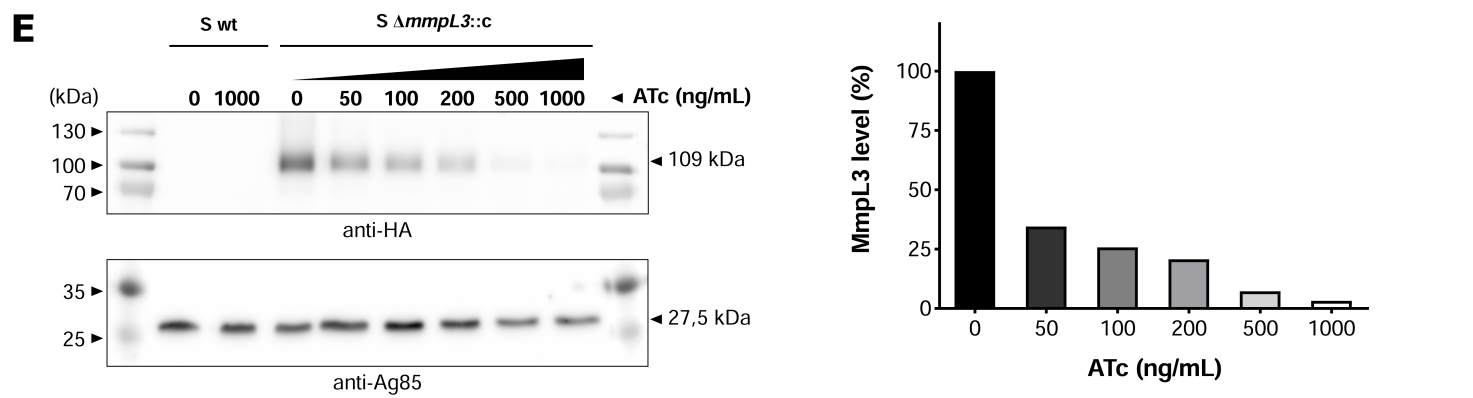 E
S wt
S ΔmmpL3::c
(kDa) 0 1000 0 50 100 200 500 1000 ◄ ATc (ng/mL)
130 ►
100 ►
70 ►
◄ 109 kDa
anti-HA
35 ►
25 ►
◄ 27,5 kDa
anti-Ag85
MmpL3 level (%)
100
75
50
25
0
0 50 100 200 500 1000
ATc (ng/mL)